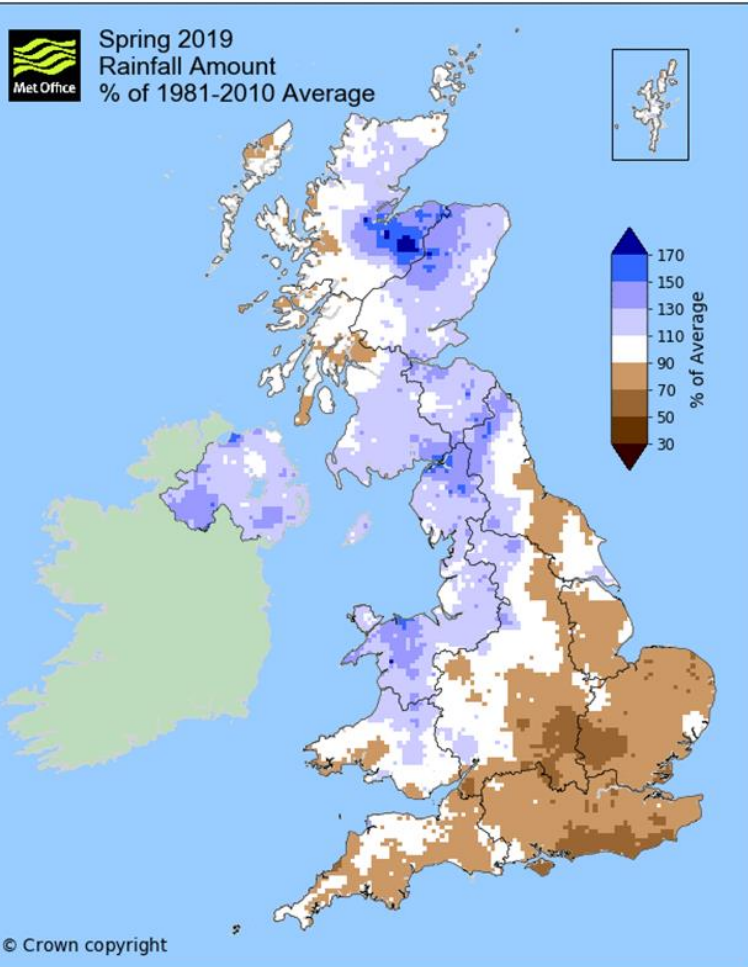 Spring 2019
Rainfall Amount
% of 1981-2010 Average
Met Office
170
150
130
110
90
70
50
30
% of Average
© Crown copyright